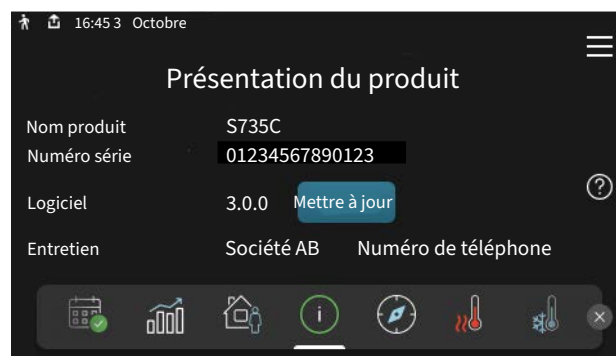 16:45 3 Octobre
Présentation du produit
Nom produit S735C
Numéro série 01234567890123
Logiciel 3.0.0 Mettre à jour
Entretien Société AB Numéro de téléphone